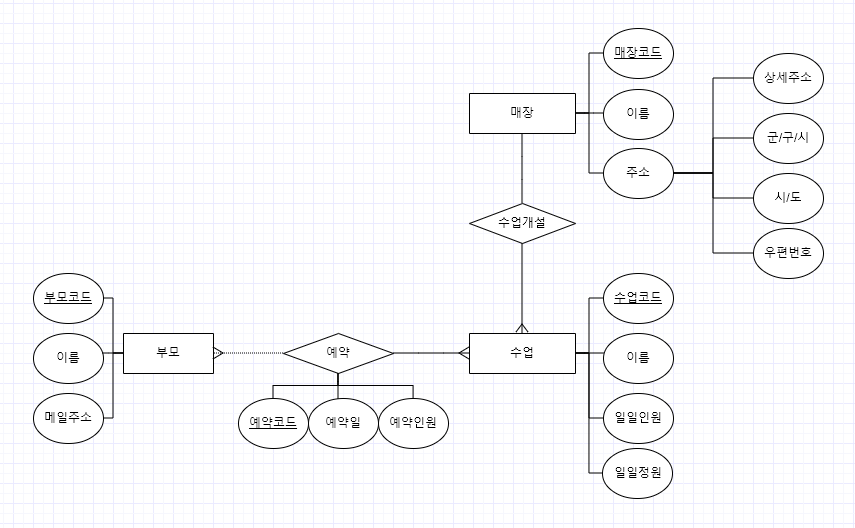 매장코드
상세주소
매장
이름
군/구/시
주소
시/도
수업개설
우편번호
부모코드
수업코드
이름
부모
예약
수업
이름
메일주소
예약코드
예약일
예약인원
일일인원
일일정원